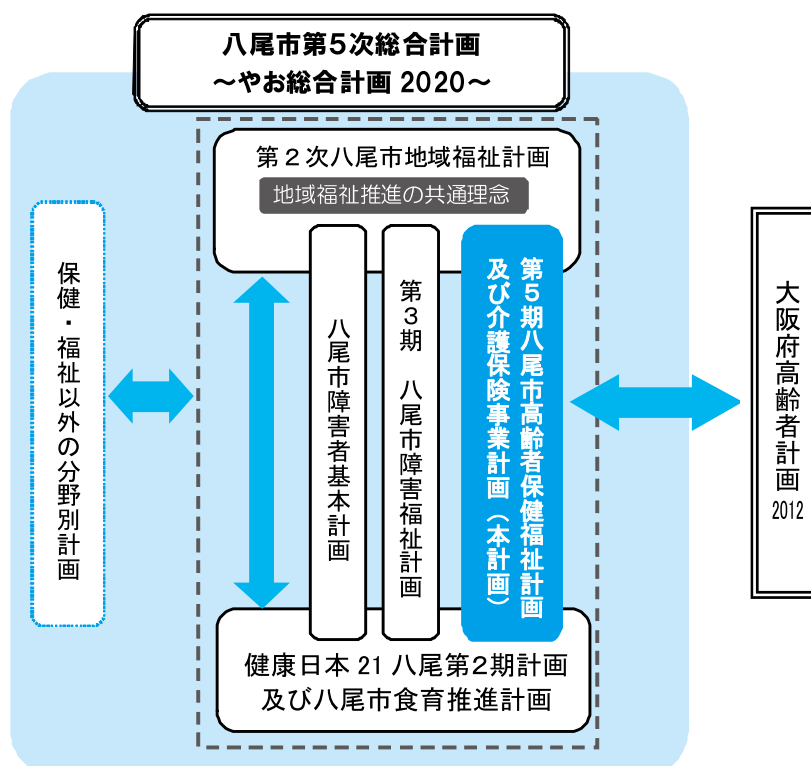 八尾市第5次総合計画
~やお総合計画 2020~
第2次八尾市地域福祉計画
地域福祉推進の共通理念
保健・福祉以外の分野別計画
八尾市障害者基本計画
第3期 八尾市障害福祉計画
第5期八尾市高齢者保健福祉計画
及び介護保険事業計画(本計画)
大阪府高齢者計画
2012
健康日本 21 八尾第2期計画
及び八尾市食育推進計画